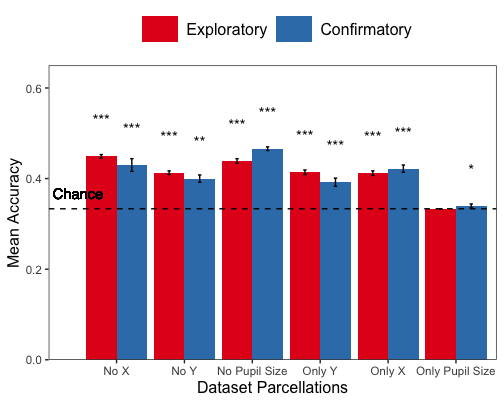 Exploratory Confirmatory
0.6
*** *** *** ** *** *** *** *** *** *** *
0.4
Chance
0.2
0.0
No X No Y No Pupil Size Only Y Only X Only Pupil Size
Dataset Parcellations
Mean Accuracy